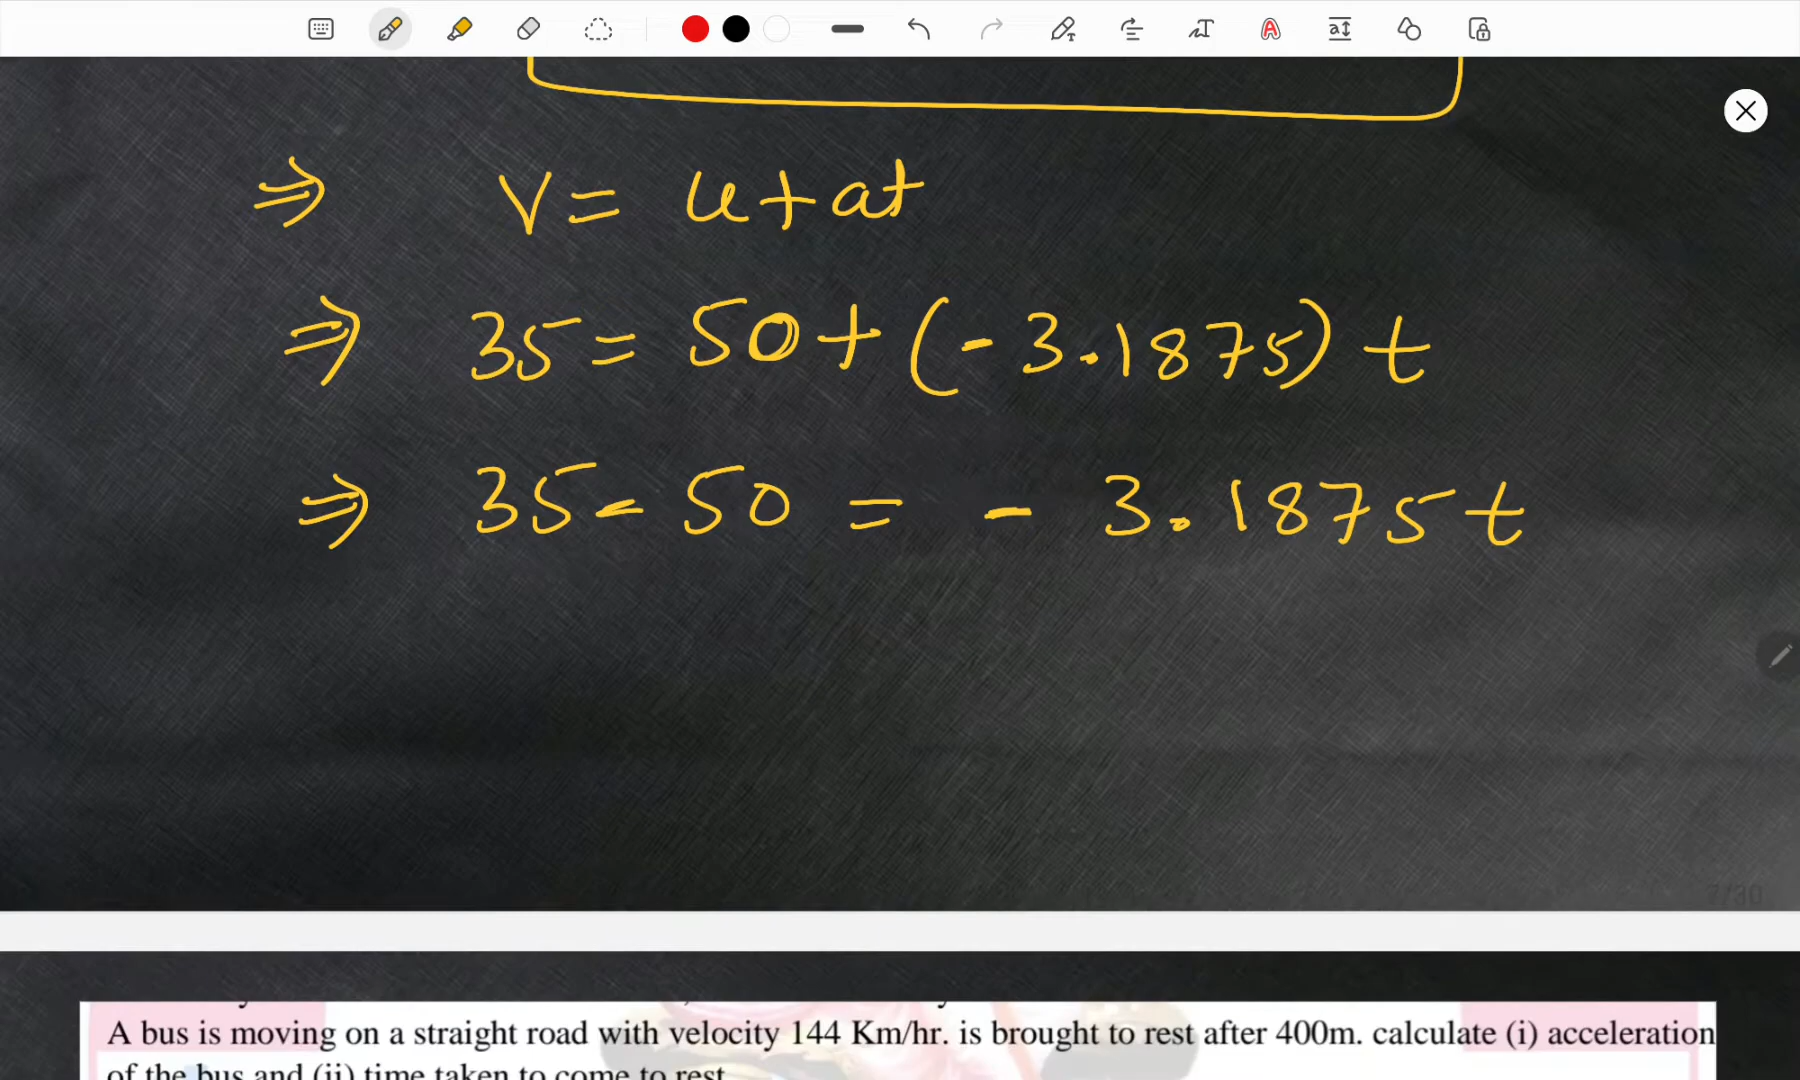 ⇒ v = u + at
⇒ 35 = 50 + (- 3.1875) t
⇒ 35 - 50 = - 3.1875 t
7/30
A bus is moving on a straight road with velocity 144 Km/hr. is brought to rest after 400m. calculate (i) acceleration
of the bus and (ii) time taken to come to rest